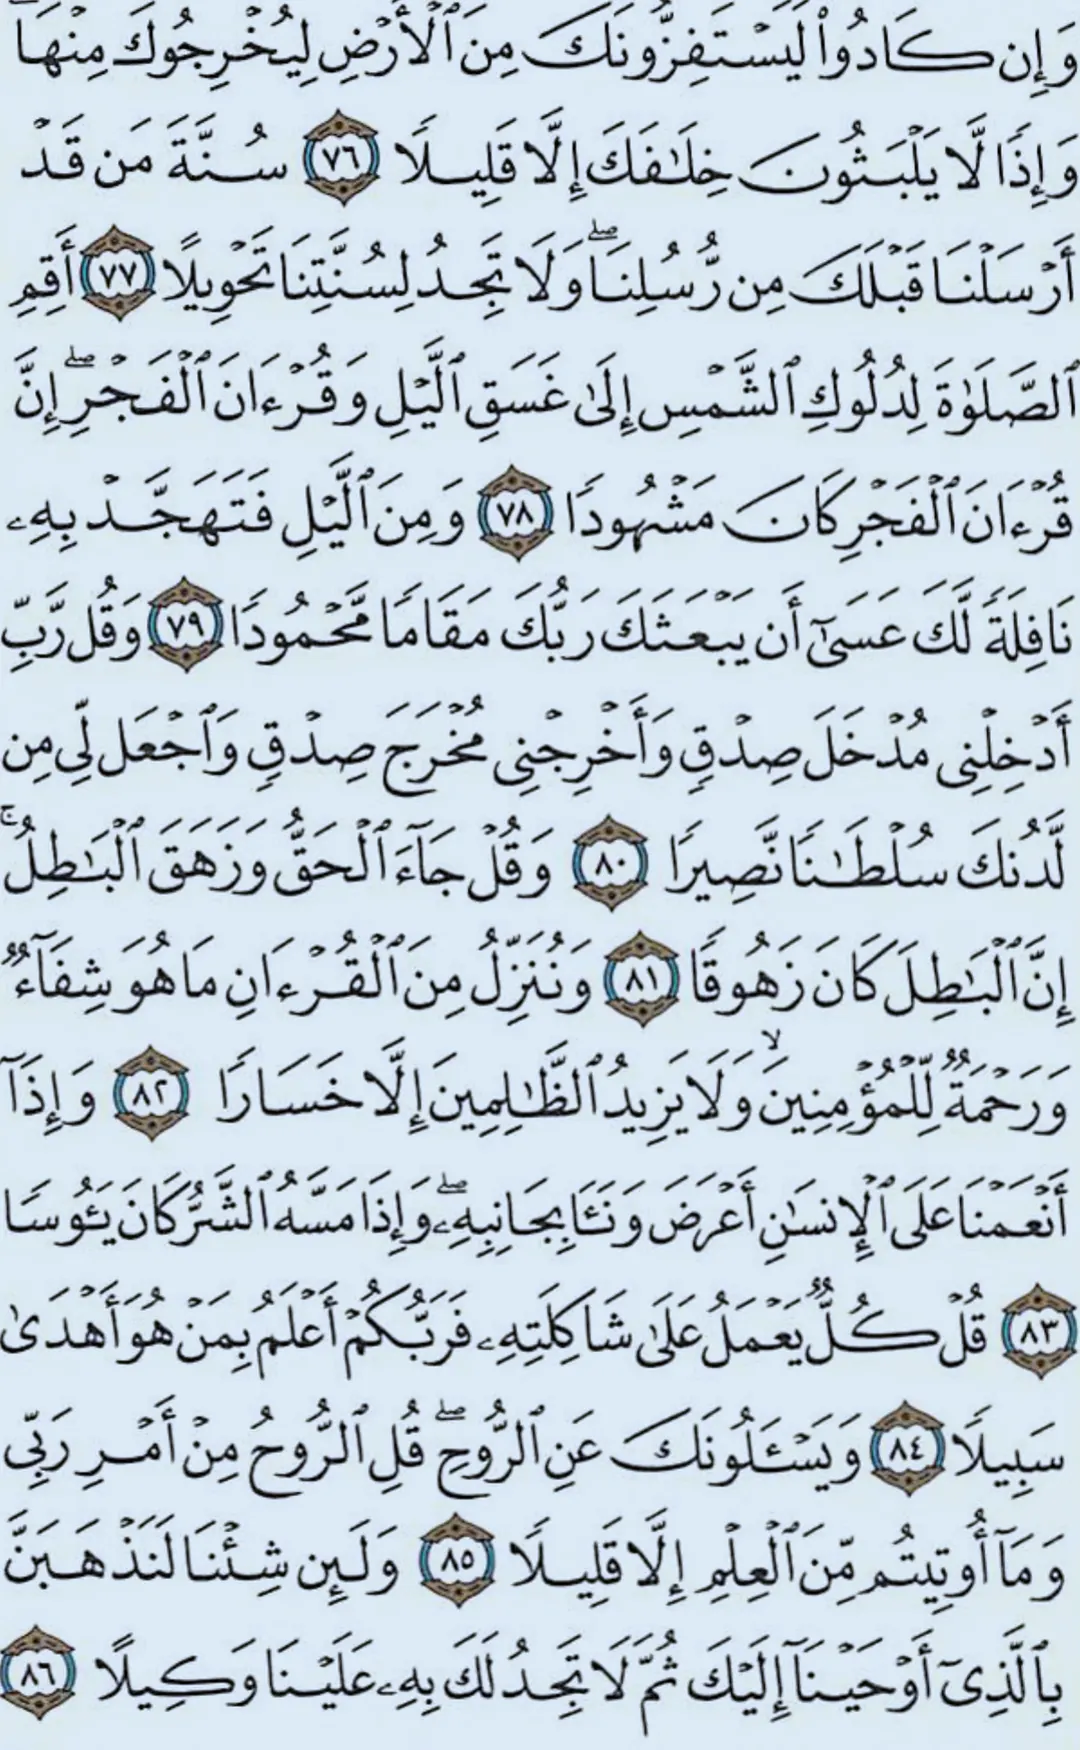 وَإِن كَادُوا۟ لَيَسْتَفِزُّونَكَ مِنَ ٱلْأَرْضِ لِيُخْرِجُوكَ مِنْهَا
وَإِذًا لَّا يَلْبَثُونَ خِلَٰفَكَ إِلَّا قَلِيلًا ٧٦ سُنَّةَ مَن قَدْ
أَرْسَلْنَا قَبْلَكَ مِن رُّسُلِنَا ۖ وَلَا تَجِدُ لِسُنَّتِنَا تَحْوِيلًا ٧٧ أَقِمِ
ٱلصَّلَوٰةَ لِدُلُوكِ ٱلشَّمْسِ إِلَىٰ غَسَقِ ٱلَّيْلِ وَقُرْءَانَ ٱلْفَجْرِ ۖ إِنَّ
قُرْءَانَ ٱلْفَجْرِ كَانَ مَشْهُودًا ٧٨ وَمِنَ ٱلَّيْلِ فَتَهَجَّدْ بِهِۦ
نَافِلَةً لَّكَ عَسَىٰٓ أَن يَبْعَثَكَ رَبُّكَ مَقَامًا مَّحْمُودًا ٧٩ وَقُل رَّبِّ
أَدْخِلْنِى مُدْخَلَ صِدْقٍ وَأَخْرِجْنِى مُخْرَجَ صِدْقٍ وَٱجْعَل لِّى مِن
لَّدُنكَ سُلْطَٰنًا نَّصِيرًا ٨٠ وَقُلْ جَآءَ ٱلْحَقُّ وَزَهَقَ ٱلْبَٰطِلُ ۚ
إِنَّ ٱلْبَٰطِلَ كَانَ زَهُوقًا ٨١ وَنُنَزِّلُ مِنَ ٱلْقُرْءَانِ مَا هُوَ شِفَآءٌ
وَرَحْمَةٌ لِّلْمُؤْمِنِينَ ۙ وَلَا يَزِيدُ ٱلظَّٰلِمِينَ إِلَّا خَسَارًا ٨٢ وَإِذَآ
أَنْعَمْنَا عَلَى ٱلْإِنسَٰنِ أَعْرَضَ وَنَـَٔا بِجَانِبِهِۦ ۖ وَإِذَا مَسَّهُ ٱلشَّرُّ كَانَ يَـُٔوسًا
٨٣ قُلْ كُلٌّ يَعْمَلُ عَلَىٰ شَاكِلَتِهِۦ فَرَبُّكُمْ أَعْلَمُ بِمَنْ هُوَ أَهْدَىٰ
سَبِيلًا ٨٤ وَيَسْـَٔلُونَكَ عَنِ ٱلرُّوحِ ۖ قُلِ ٱلرُّوحُ مِنْ أَمْرِ رَبِّى
وَمَآ أُوتِيتُم مِّنَ ٱلْعِلْمِ إِلَّا قَلِيلًا ٨٥ وَلَئِن شِئْنَا لَنَذْهَبَنَّ
بِٱلَّذِىٓ أَوْحَيْنَآ إِلَيْكَ ثُمَّ لَا تَجِدُ لَكَ بِهِۦ عَلَيْنَا وَكِيلًا ٨٦